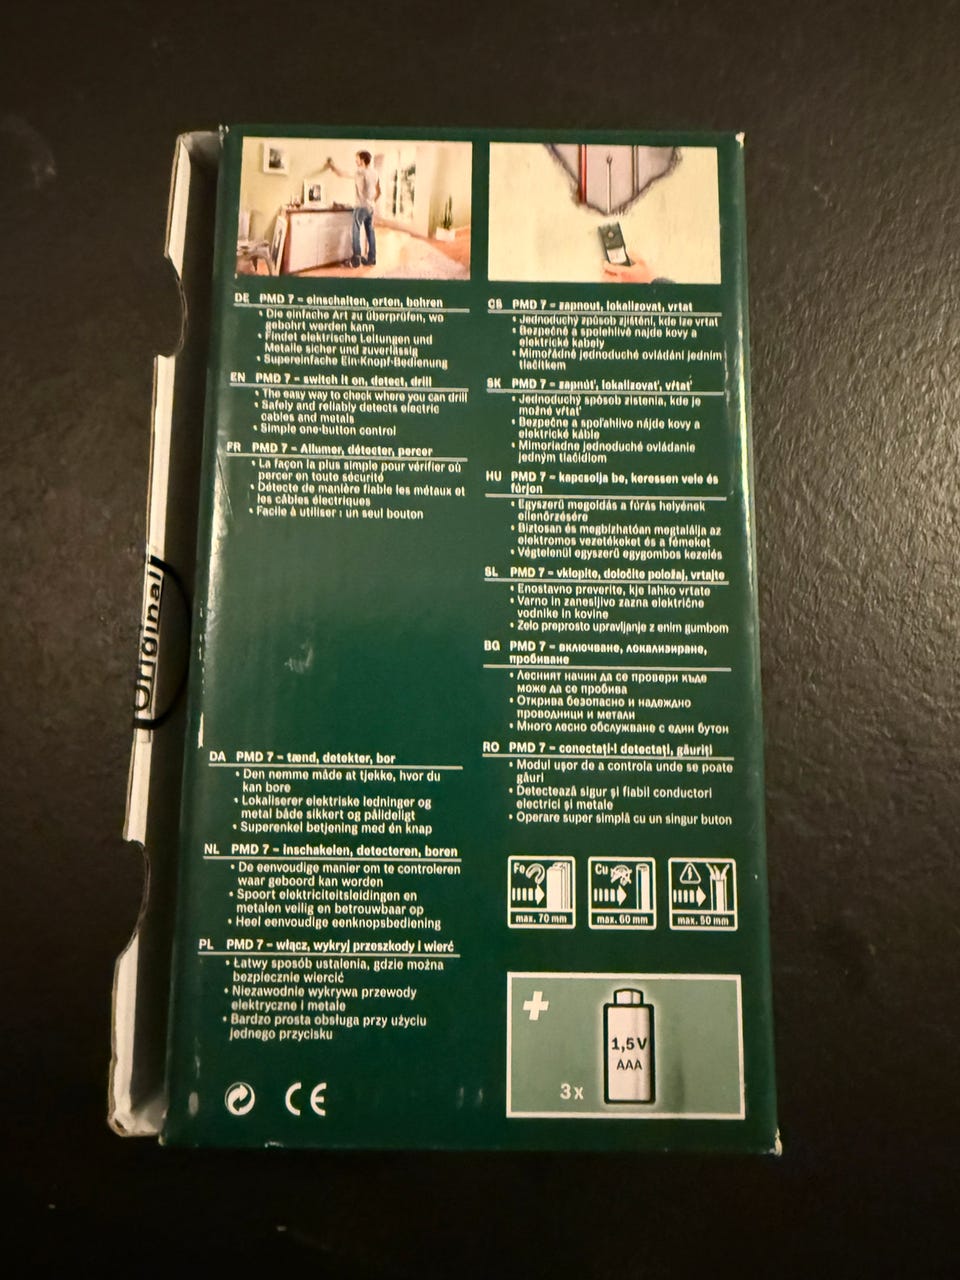 DE PMD 7 – einschalten, orten, bohren
• Die einfache Art zu überprüfen, wo
gebohrt werden kann
• Findet elektrische Leitungen und
Metalle sicher und zuverlässig
• Supereinfache Ein-Knopf-Bedienung
EN PMD 7 – switch it on, detect, drill
• The easy way to check where you can drill
• Safely and reliably detects electric
cables and metals
• Simple one-button control
FR PMD 7 – Allumer, détecter, percer
• La façon la plus simple pour vérifier où
percer en toute sécurité
• Détecte de manière fiable les métaux et
les câbles électriques
• Facile à utiliser : un seul bouton
Original
DA PMD 7 – tænd, detekter, bor
• Den nemme måde at tjekke, hvor du
kan bore
• Lokaliserer elektriske ledninger og
metal både sikkert og pålideligt
• Superenkel betjening med én knap
NL PMD 7 – inschakelen, detecteren, boren
• De eenvoudige manier om te controleren
waar geboord kan worden
• Spoort elektriciteitsleidingen en
metalen veilig en betrouwbaar op
• Heel eenvoudige eenknopsbediening
PL PMD 7 – włącz, wykryj przeszkody i wierć
• Łatwy sposób ustalenia, gdzie można
bezpiecznie wiercić
• Niezawodnie wykrywa przewody
elektryczne i metale
• Bardzo prosta obsługa przy użyciu
jednego przycisku
CE
CS PMD 7 – zapnout, lokalizovat, vrtat
• Jednoduchý způsob zjištění, kde lze vrtat
• Bezpečně a spolehlivě najde kovy a
elektrické kabely
• Mimořádně jednoduché ovládání jedním
tlačítkem
SK PMD 7 – zapnúť, lokalizovať, vŕtať
• Jednoduchý spôsob zistenia, kde je
možné vŕtať
• Bezpečne a spoľahlivo nájde kovy a
elektrické káble
• Mimoriadne jednoduché ovládanie
jedným tlačidlom
HU PMD 7 – kapcsolja be, keressen vele és
fúrjon
• Egyszerű megoldás a fúrás helyének
ellenőrzésére
• Biztosan és megbízhatóan megtalálja az
elektromos vezetékeket és a fémeket
• Végtelenül egyszerű egygombos kezelés
SL PMD 7 – vklopite, določite položaj, vrtajte
• Enostavno preverite, kje lahko vrtate
• Varno in zanesljivo zazna električne
vodnike in kovine
• Zelo preprosto upravljanje z enim gumbom
BG PMD 7 – включване, локализиране,
пробиване
• Лесният начин да се провери къде
може да се пробива
• Открива безопасно и надеждно
проводници и метали
• Много лесно обслужване с един бутон
RO PMD 7 – conectați-l detectați, găuriți
• Modul ușor de a controla unde se poate
găuri
• Detectează sigur și fiabil conductori
electrici și metale
• Operare super simplă cu un singur buton
Fe
max. 70 mm
Cu
max. 60 mm
max. 50 mm
1,5 V
AAA
3x